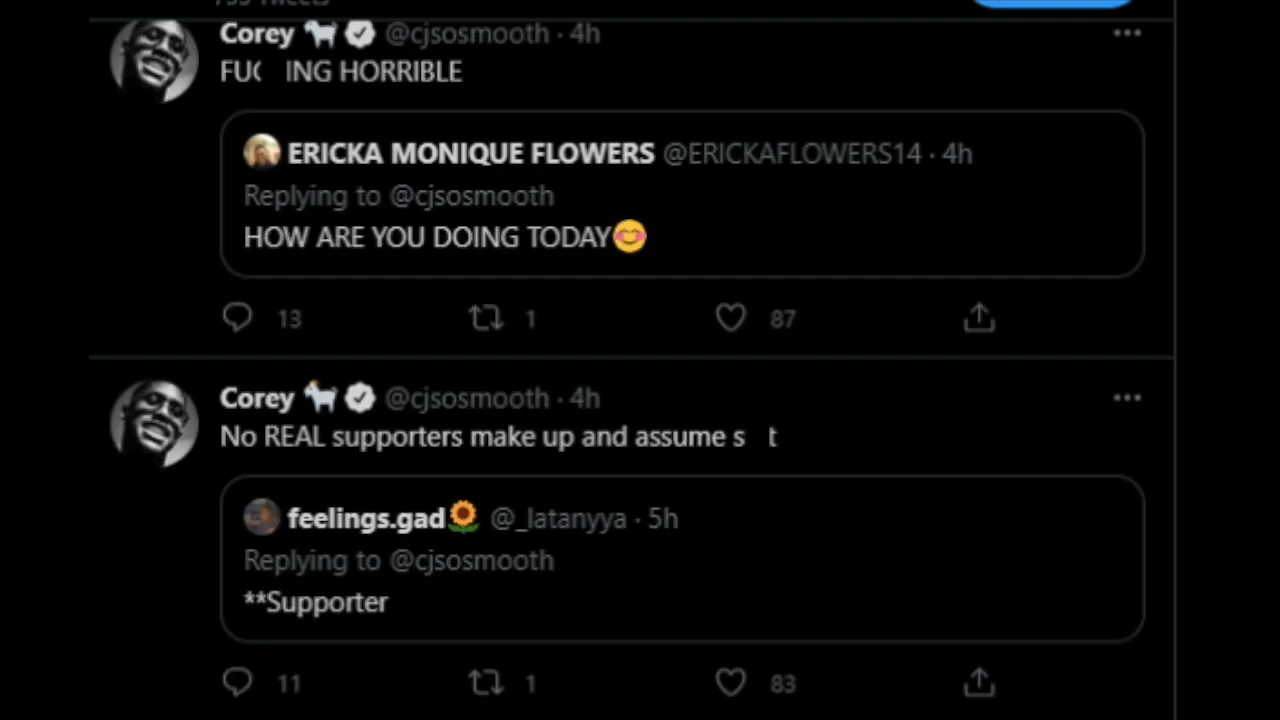 Corey 🐐 @cjsosmooth · 4h
FUC ING HORRIBLE
ERICKA MONIQUE FLOWERS @ERICKAFLOWERS14 · 4h
Replying to @cjsosmooth
HOW ARE YOU DOING TODAY😊
13 1 87
Corey 🐐 @cjsosmooth · 4h
No REAL supporters make up and assume s t
feelings.gad🌻 @_latanyya · 5h
Replying to @cjsosmooth
**Supporter
11 1 83